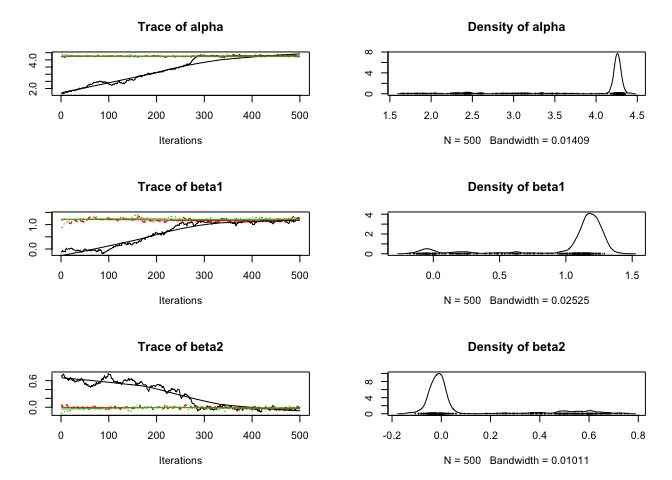 Trace of alpha
2.0 4.0
0 100 200 300 400 500
Iterations
Density of alpha
0 4 8
1.5 2.0 2.5 3.0 3.5 4.0 4.5
N = 500 Bandwidth = 0.01409
Trace of beta1
0.0 1.0
0 100 200 300 400 500
Iterations
Density of beta1
0 2 4
0.0 0.5 1.0 1.5
N = 500 Bandwidth = 0.02525
Trace of beta2
0.0 0.6
0 100 200 300 400 500
Iterations
Density of beta2
0 4 8
-0.2 0.0 0.2 0.4 0.6 0.8
N = 500 Bandwidth = 0.01011